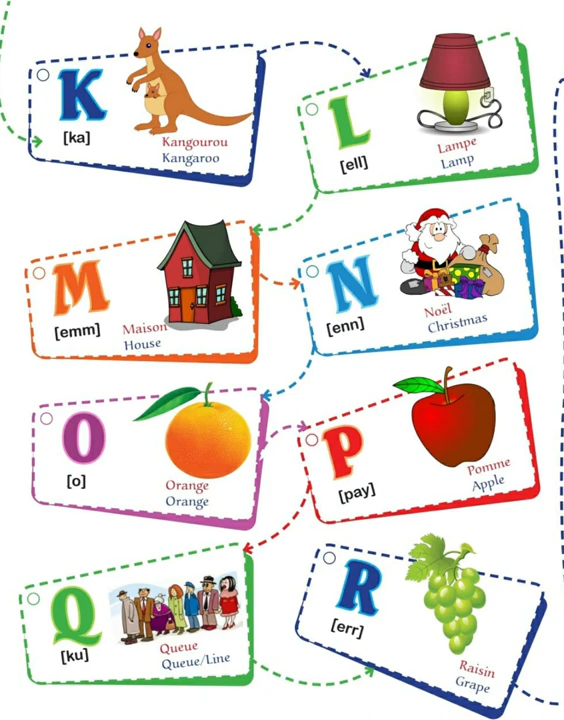 K
[ka]
Kangourou
Kangaroo
L
[ell]
Lampe
Lamp
M
[emm]
Maison
House
N
[enn]
Noël
Christmas
O
[o]
Orange
Orange
P
[pay]
Pomme
Apple
Q
[ku]
Queue
Queue/Line
R
[err]
Raisin
Grape